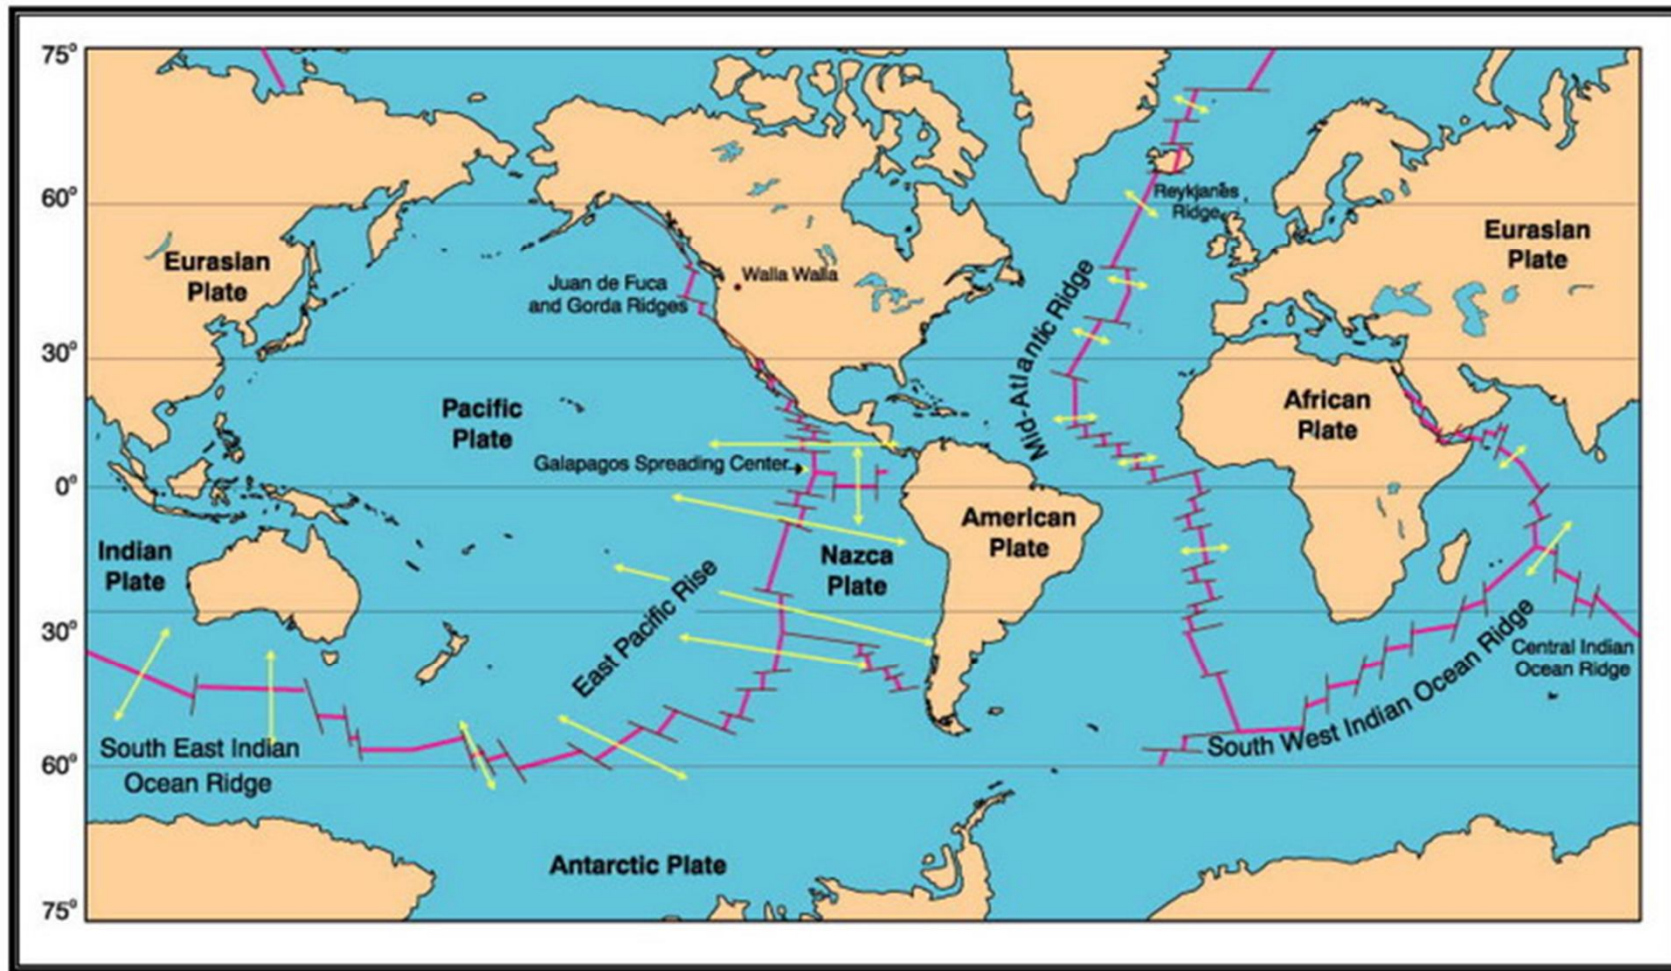 75°
60°
30°
0°
30°
60°
75°
Eurasian
Plate
Juan de Fuca
and Gorda Ridges
Walla Walla
Reykjanes
Ridge
Eurasian
Plate
Mid-Atlantic Ridge
Pacific
Plate
African
Plate
Galapagos Spreading Center
American
Plate
Indian
Plate
Nazca
Plate
East Pacific Rise
Central Indian
Ocean Ridge
South West Indian Ocean Ridge
South East Indian
Ocean Ridge
Antarctic Plate